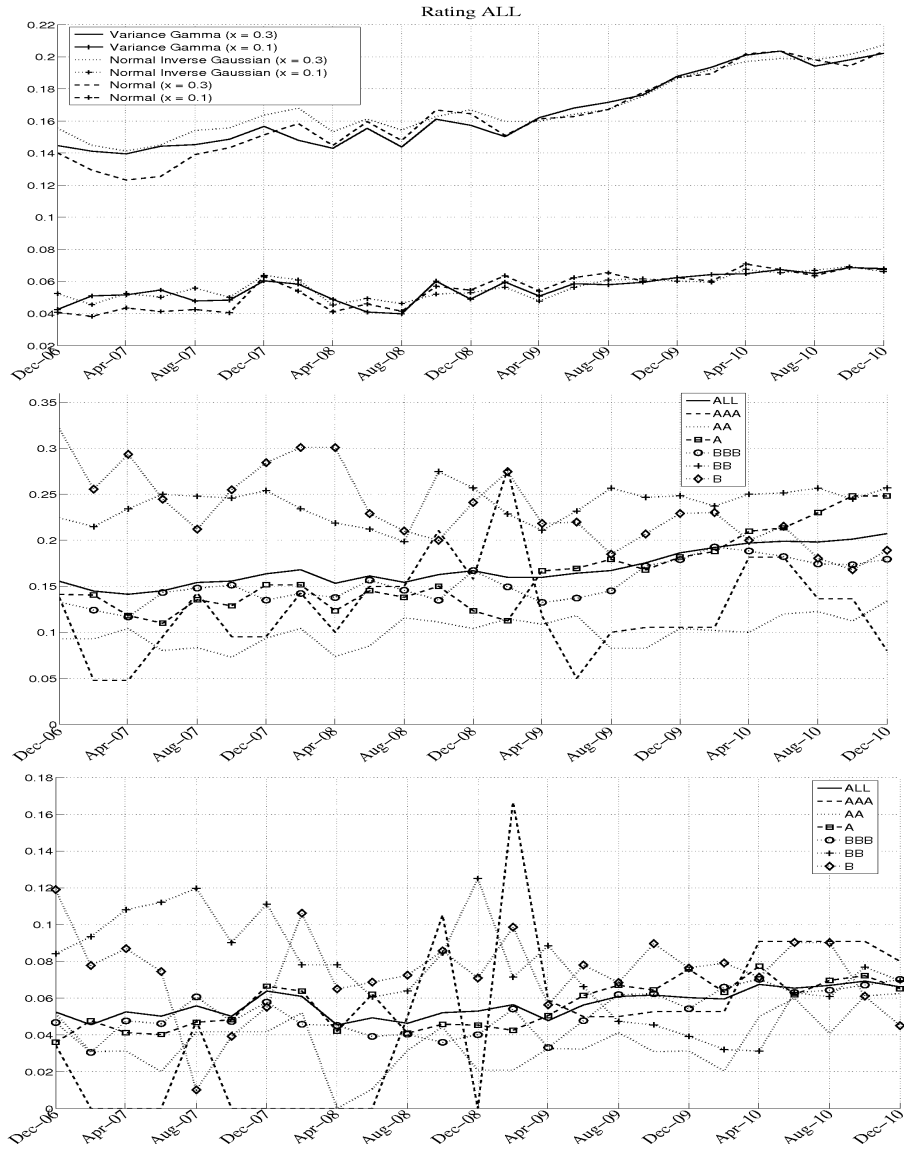 Rating ALL
0.22
0.2
0.18
0.16
0.14
0.12
0.1
0.08
0.06
0.04
0.02
Variance Gamma (x = 0.3)
Variance Gamma (x = 0.1)
Normal Inverse Gaussian (x = 0.3)
Normal Inverse Gaussian (x = 0.1)
Normal (x = 0.3)
Normal (x = 0.1)
Dec−06 Apr−07 Aug−07 Dec−07 Apr−08 Aug−08 Dec−08 Apr−09 Aug−09 Dec−09 Apr−10 Aug−10 Dec−10
0.35
0.3
0.25
0.2
0.15
0.1
0.05
0
ALL
AAA
AA
A
BBB
BB
B
Dec−06 Apr−07 Aug−07 Dec−07 Apr−08 Aug−08 Dec−08 Apr−09 Aug−09 Dec−09 Apr−10 Aug−10 Dec−10
0.18
0.16
0.14
0.12
0.1
0.08
0.06
0.04
0.02
0
ALL
AAA
AA
A
BBB
BB
B
Dec−06 Apr−07 Aug−07 Dec−07 Apr−08 Aug−08 Dec−08 Apr−09 Aug−09 Dec−09 Apr−10 Aug−10 Dec−10